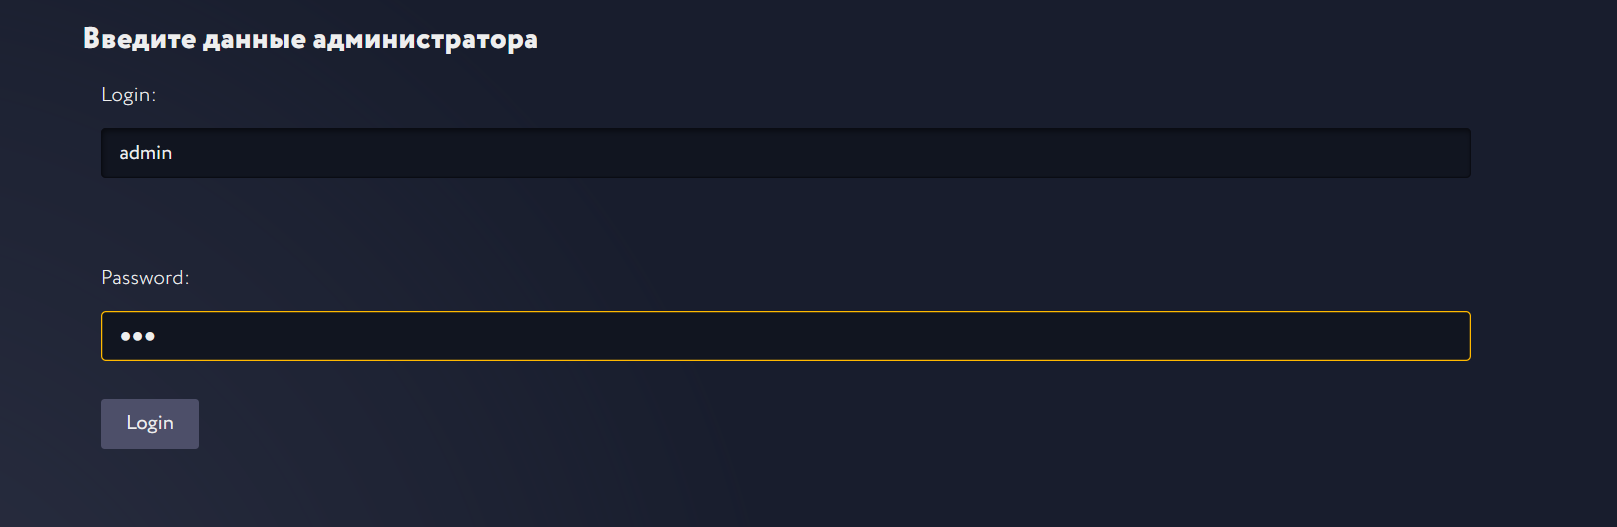 Введите данные администратора
Login:
admin
Password:
●●●
Login